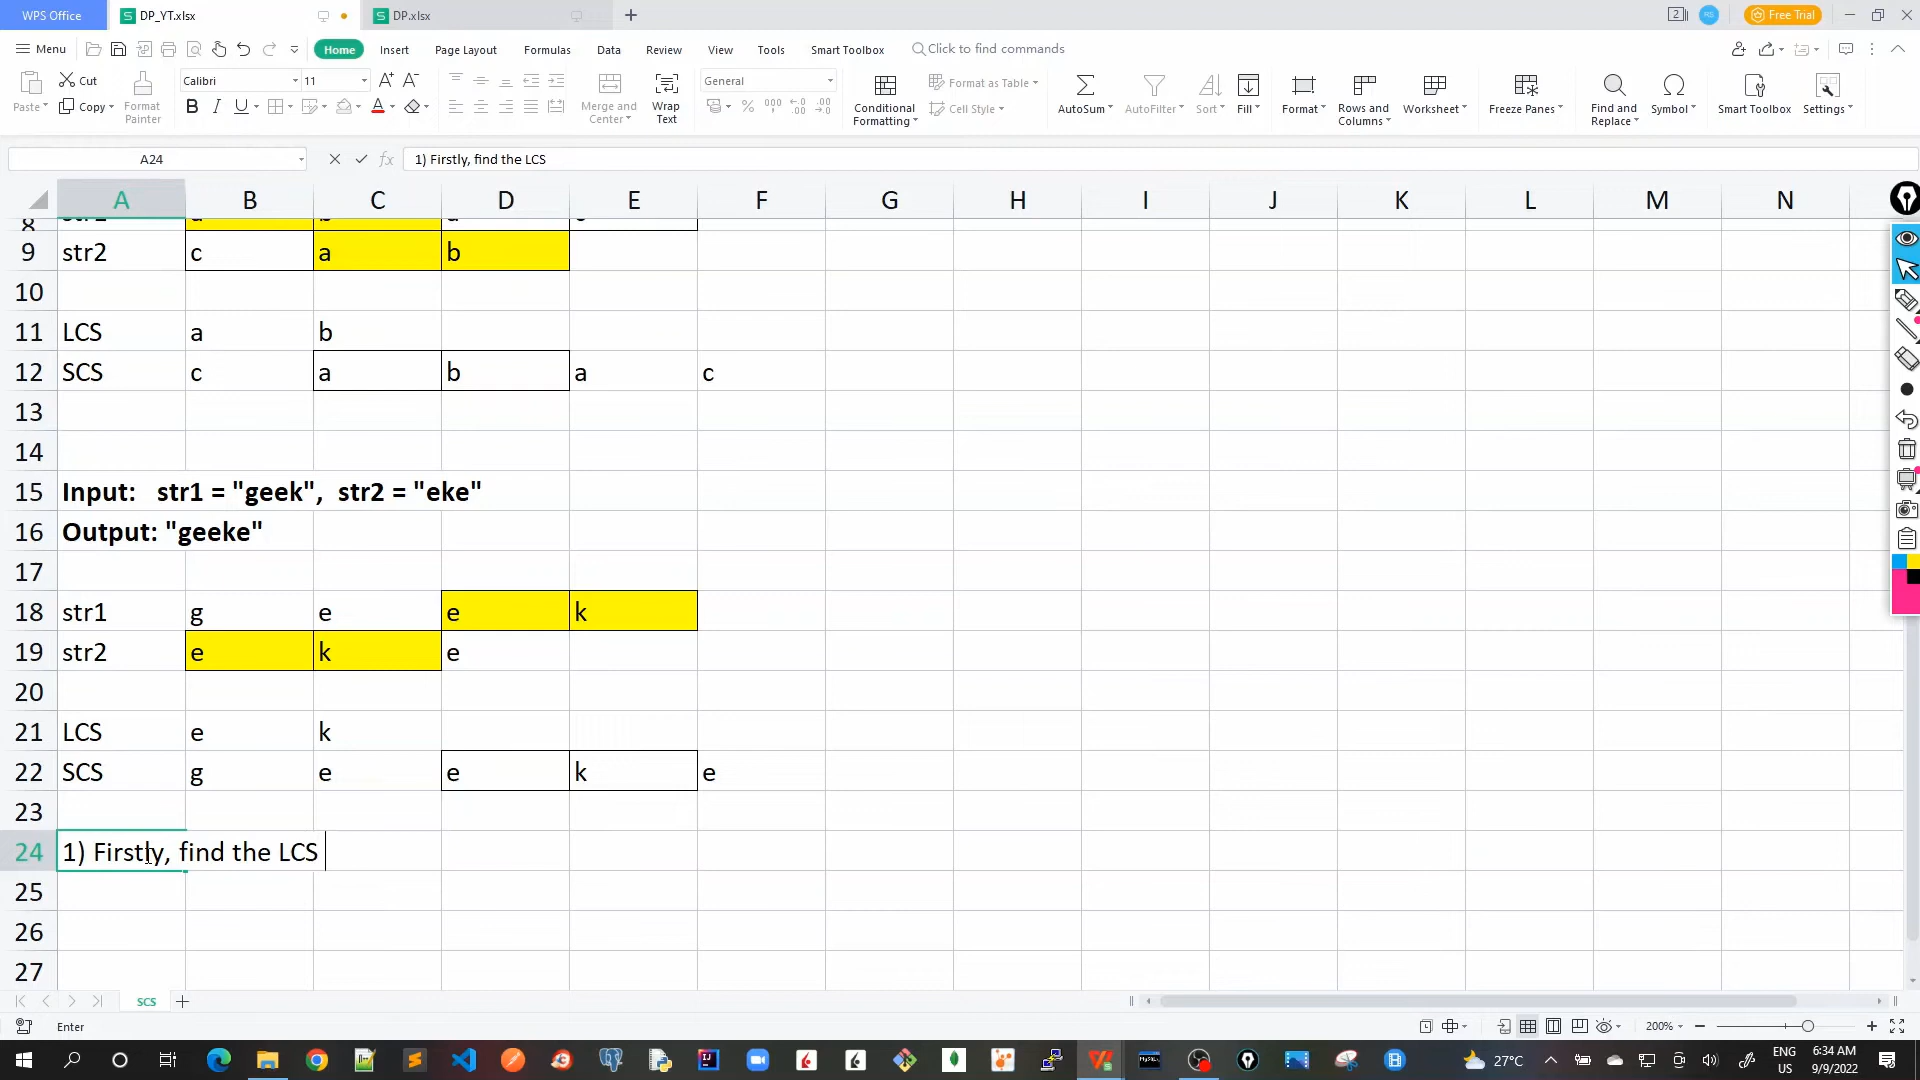 WPS Office DP_YT.xlsx DP.xlsx 2 RS Free Trial
Menu Home Insert Page Layout Formulas Data Review View Tools Smart Toolbox Click to find commands
Cut Calibri 11 General Format as Table
Paste Copy Format Painter Merge and Center Wrap Text Conditional Formatting Cell Style AutoSum AutoFilter Sort Fill Format Rows and Columns Worksheet Freeze Panes Find and Replace Symbol Smart Toolbox Settings
A24 1) Firstly, find the LCS
A B C D E F G H I J K L M N
8
9 str2 c a b
10
11 LCS a b
12 SCS c a b a c
13
14
15 Input: str1 = "geek", str2 = "eke"
16 Output: "geeke"
17
18 str1 g e e k
19 str2 e k e
20
21 LCS e k
22 SCS g e e k e
23
24 1) Firstly, find the LCS
25
26
27
SCS
Enter 200%
27°C ENG US 6:34 AM 9/9/2022